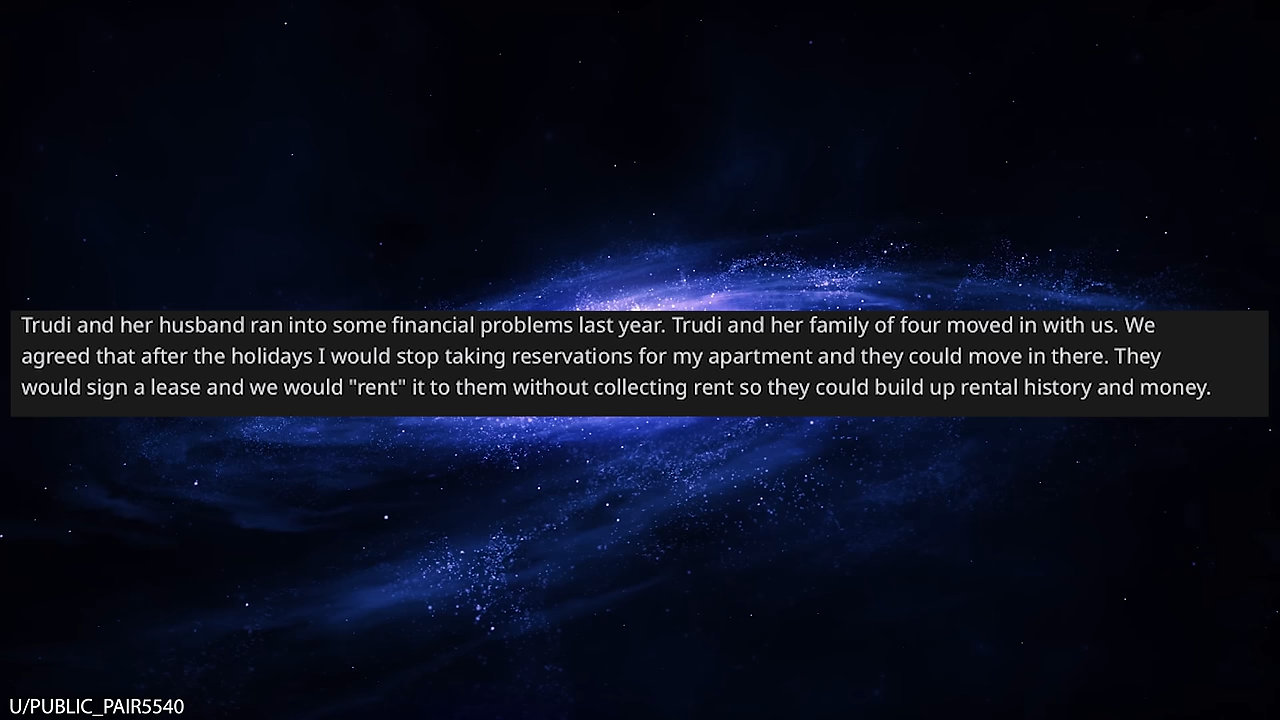 Trudi and her husband ran into some financial problems last year. Trudi and her family of four moved in with us. We
agreed that after the holidays I would stop taking reservations for my apartment and they could move in there. They
would sign a lease and we would "rent" it to them without collecting rent so they could build up rental history and money.
U/PUBLIC_PAIR5540